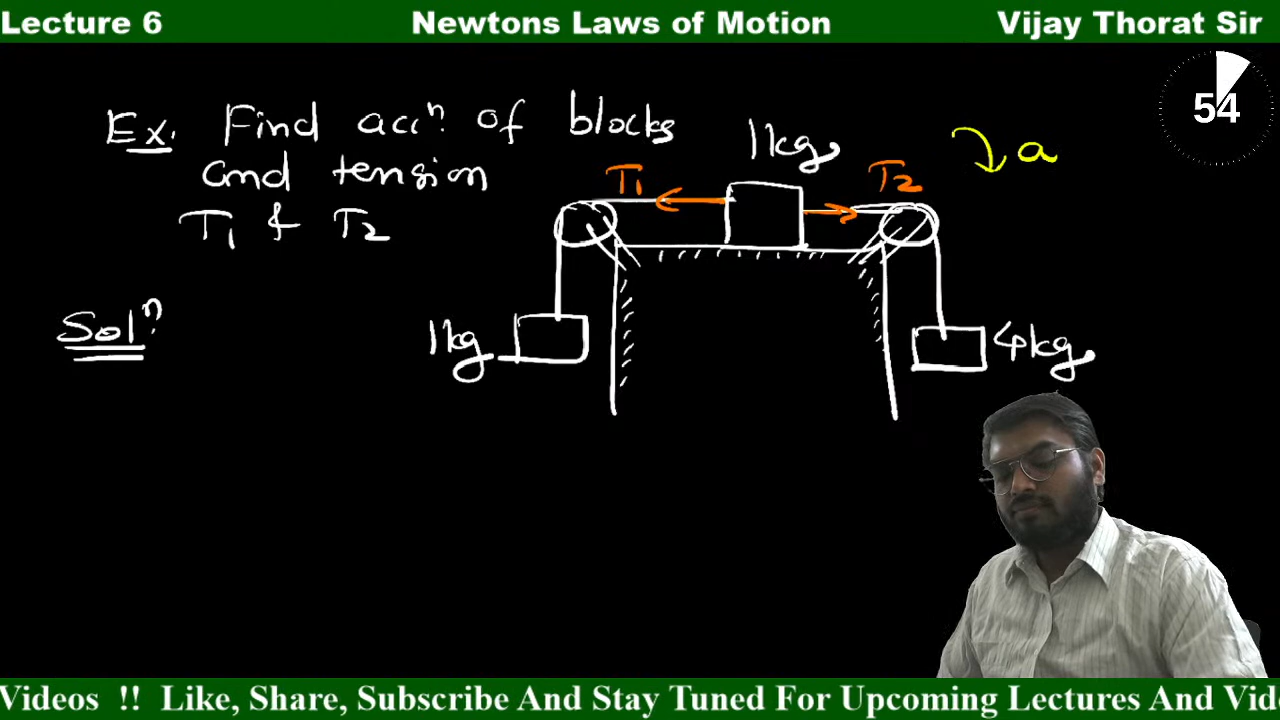 Lecture 6 Newtons Laws of Motion Vijay Thorat Sir
54
Ex. Find accⁿ. of blocks
and tension
T1 & T2
1kg
T1
T2
a
Solⁿ.
1kg
4kg
Videos !! Like, Share, Subscribe And Stay Tuned For Upcoming Lectures And Vid